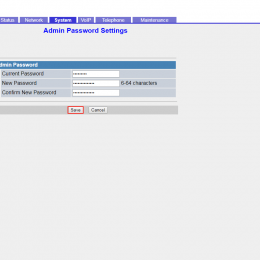 Status Network System VoIP Telephone Maintenance
Admin Password Settings
dmin Password
Current Password ••••••••
New Password ••••••••••••• 6-64 characters
Confirm New Password •••••••••••••
Save Cancel